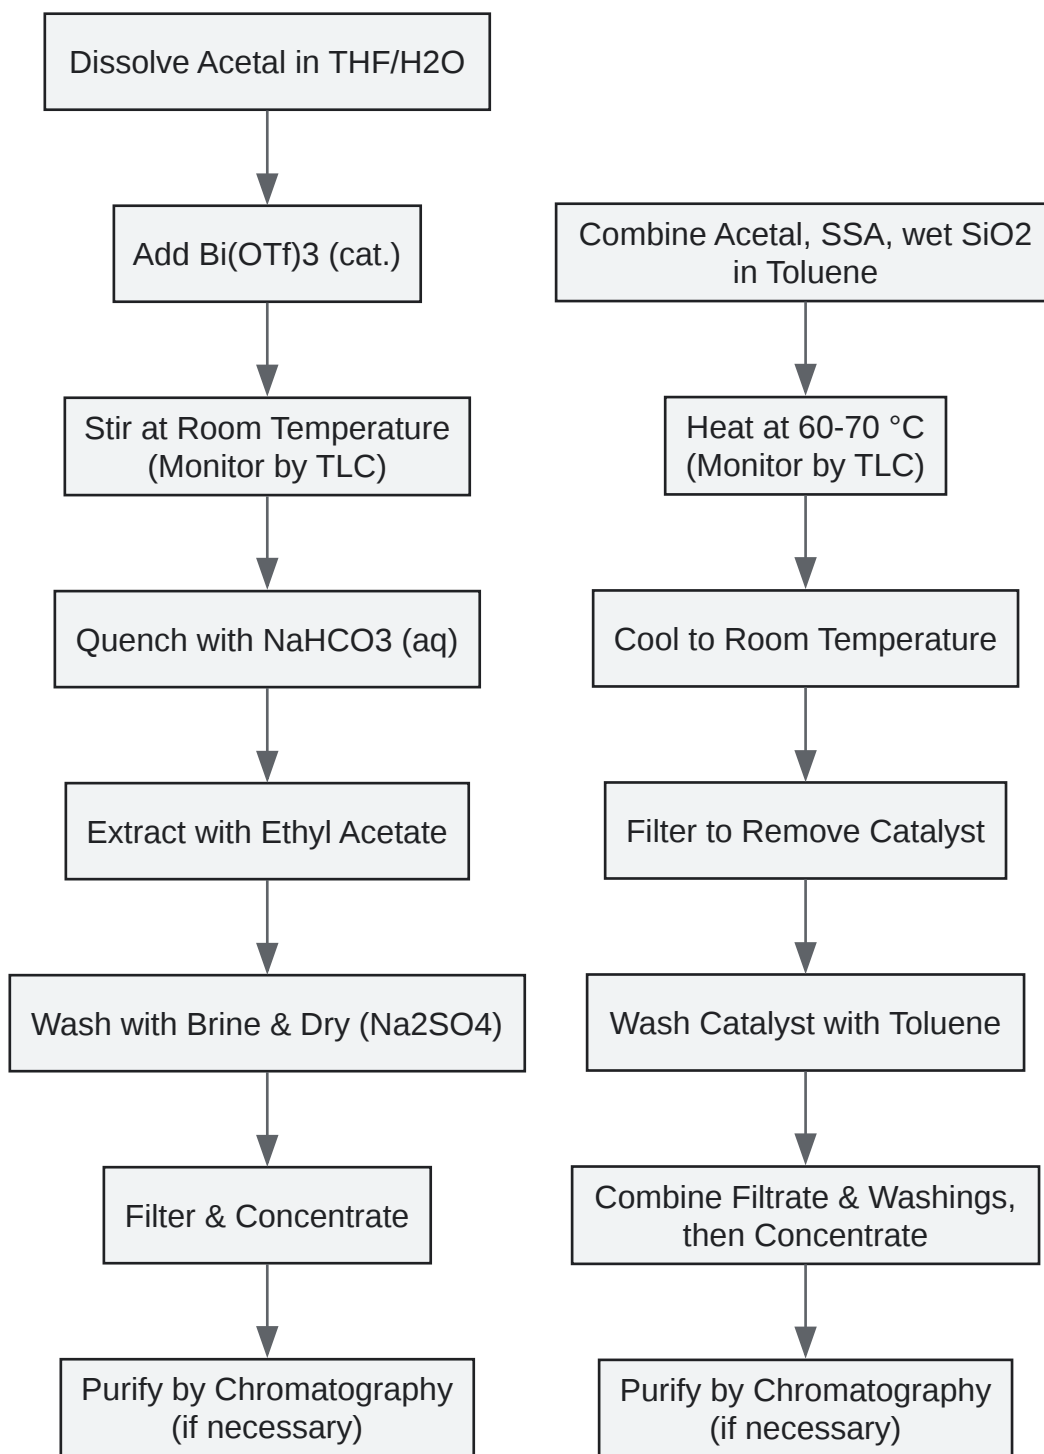 Dissolve Acetal in THF/H2O
Add Bi(OTf)3 (cat.)
Stir at Room Temperature
(Monitor by TLC)
Quench with NaHCO3 (aq)
Extract with Ethyl Acetate
Wash with Brine & Dry (Na2SO4)
Filter & Concentrate
Purify by Chromatography
(if necessary)
Combine Acetal, SSA, wet SiO2
in Toluene
Heat at 60-70 °C
(Monitor by TLC)
Cool to Room Temperature
Filter to Remove Catalyst
Wash Catalyst with Toluene
Combine Filtrate & Washings,
then Concentrate
Purify by Chromatography
(if necessary)